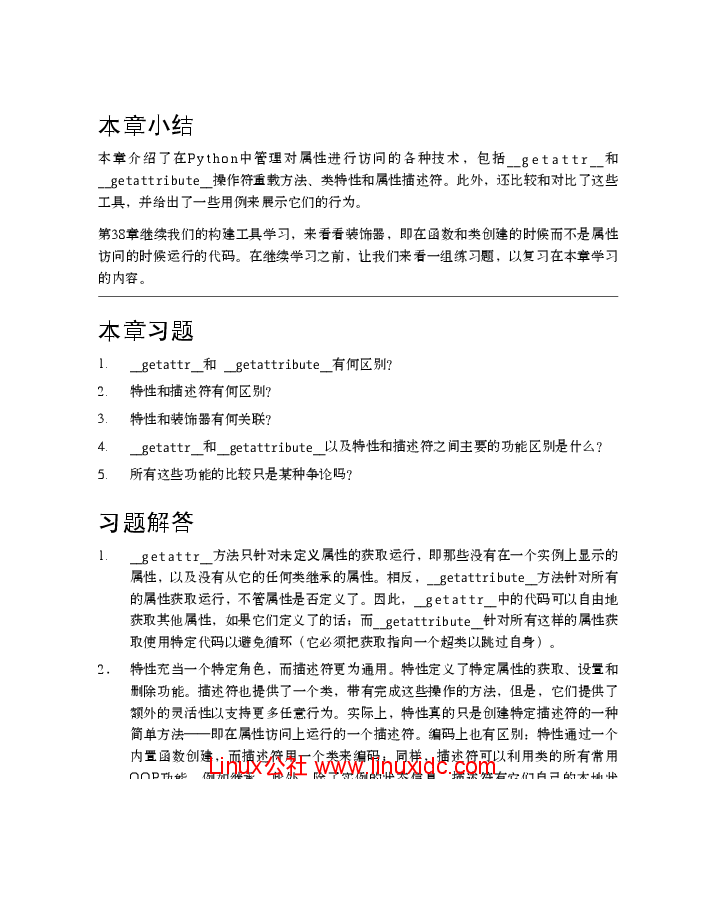 本章小结
本章介绍了在Python中管理对属性进行访问的各种技术，包括__getattr__和
__getattribute__操作符重载方法、类特性和属性描述符。此外，还比较和对比了这些
工具，并给出了一些用例来展示它们的行为。
第38章继续我们的构建工具学习，来看看装饰器，即在函数和类创建的时候而不是属性
访问的时候运行的代码。在继续学习之前，让我们来看一组练习题，以复习在本章学习
的内容。
本章习题
1. __getattr__和 __getattribute__有何区别？
2. 特性和描述符有何区别？
3. 特性和装饰器有何关联？
4. __getattr__和__getattribute__以及特性和描述符之间主要的功能区别是什么？
5. 所有这些功能的比较只是某种争论吗？
习题解答
1. __getattr__方法只针对未定义属性的获取运行，即那些没有在一个实例上显示的
属性，以及没有从它的任何类继承的属性。相反，__getattribute__方法针对所有
的属性获取运行，不管属性是否定义了。因此，__getattr__中的代码可以自由地
获取其他属性，如果它们定义了的话；而__getattribute__针对所有这样的属性获
取使用特定代码以避免循环（它必须把获取指向一个超类以跳过自身）。
2. 特性充当一个特定角色，而描述符更为通用。特性定义了特定属性的获取、设置和
删除功能。描述符也提供了一个类，带有完成这些操作的方法，但是，它们提供了
额外的灵活性以支持更多任意行为。实际上，特性真的只是创建特定描述符的一种
简单方法——即在属性访问上运行的一个描述符。编码上也有区别：特性通过一个
内置函数创建，而描述符用一个类来编码；同样，描述符可以利用类的所有常用
OOP功能，例如继承。此外，除了实例的状态信息，描述符有它们自己的本地状
Linux公社 www.linuxidc.com